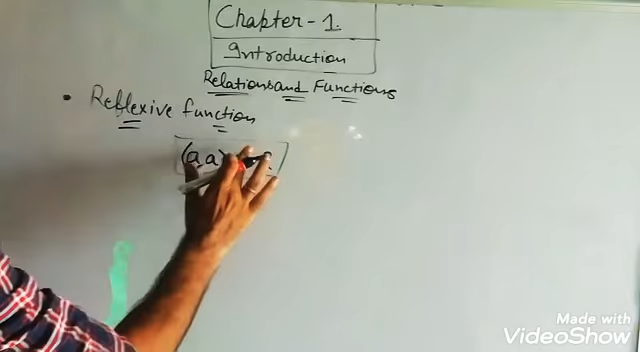 Chapter-1.
Introduction
Relations and Functions
• Reflexive function
(a,a)
Made with
VideoShow